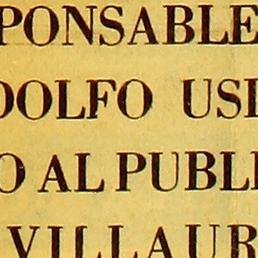 PONSABLE
DOLFO USI
O AL PUBLI
VILLAUR